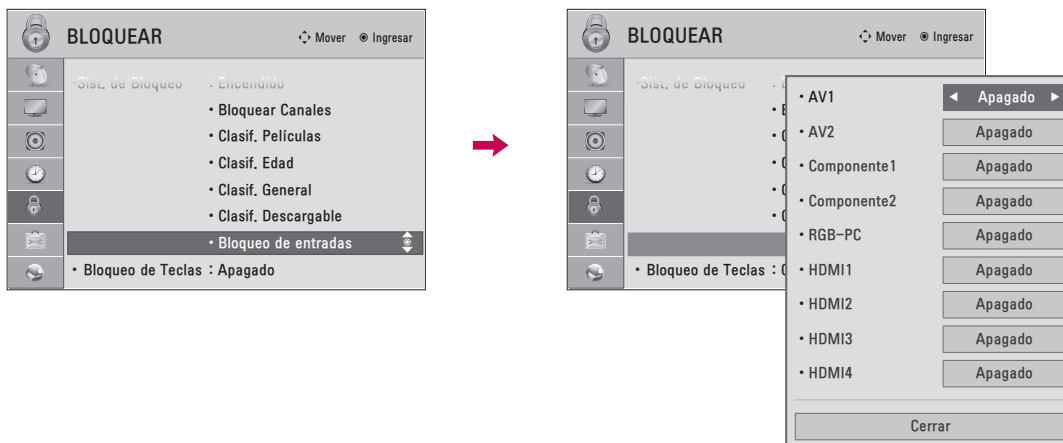 BLOQUEAR
Mover
Ingresar
·Sist. de Bloqueo : Encendido
• Bloquear Canales
• Clasif. Películas
• Clasif. Edad
• Clasif. General
• Clasif. Descargable
• Bloqueo de entradas
• Bloqueo de Teclas : Apagado
BLOQUEAR
Mover
Ingresar
·Sist. de Bloqueo :
• Bloqueo de Teclas :
• AV1 ◄ Apagado ►
• AV2 Apagado
• Componente1 Apagado
• Componente2 Apagado
• RGB-PC Apagado
• HDMI1 Apagado
• HDMI2 Apagado
• HDMI3 Apagado
• HDMI4 Apagado
Cerrar